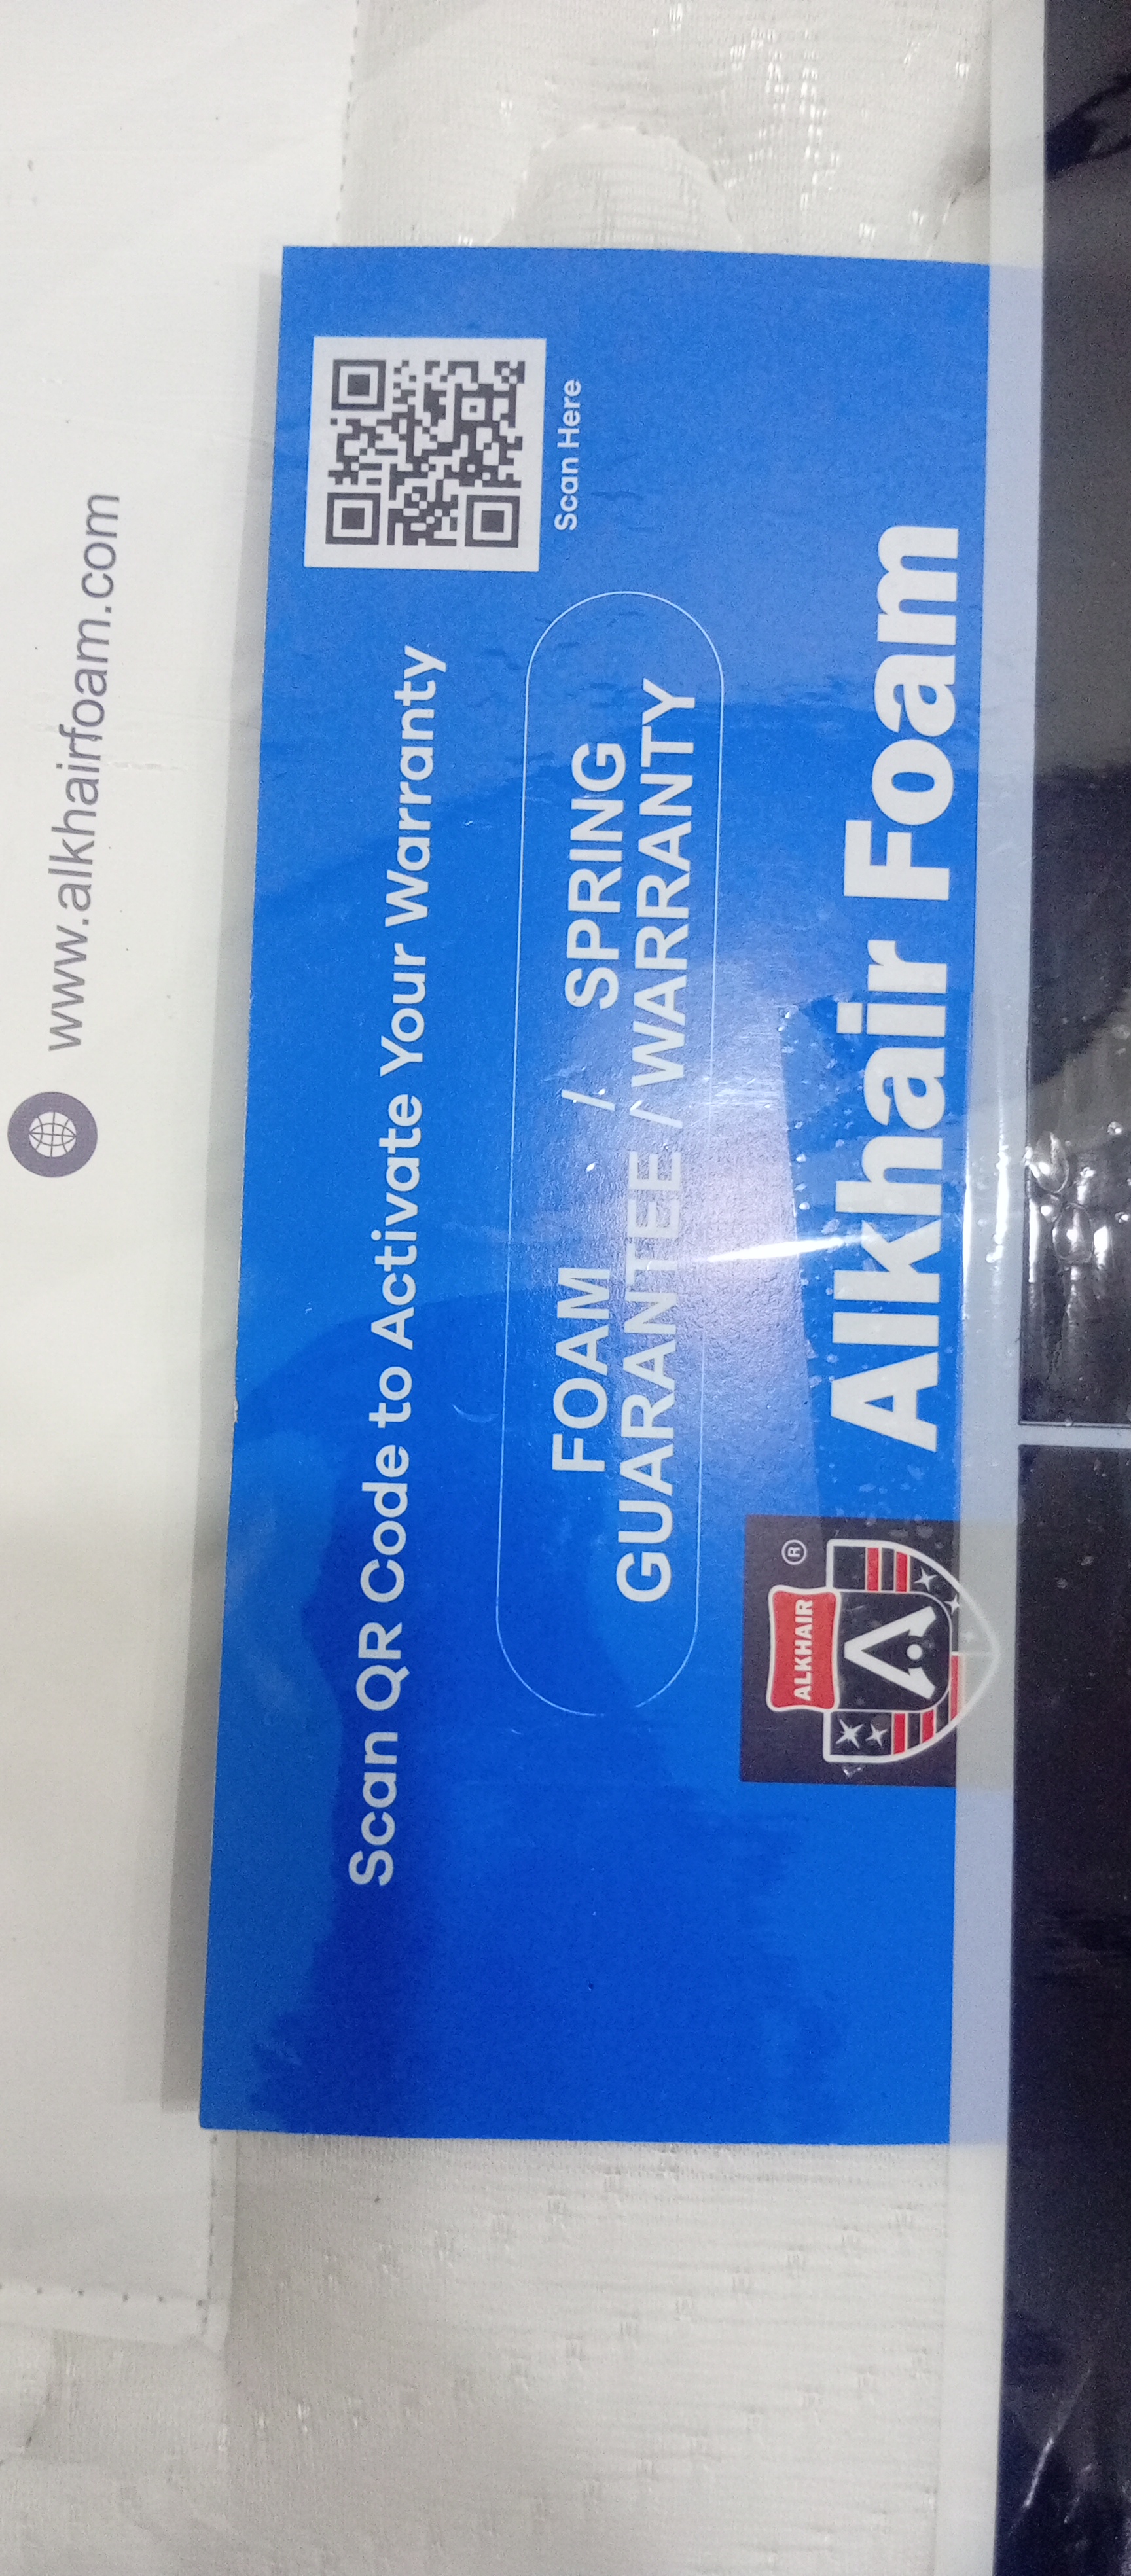 www.alkhairfoam.com
Scan QR Code to Activate Your Warranty
Scan Here
FOAM / SPRING
GUARANTEE / WARRANTY
ALKHAIR
®
Alkhair Foam